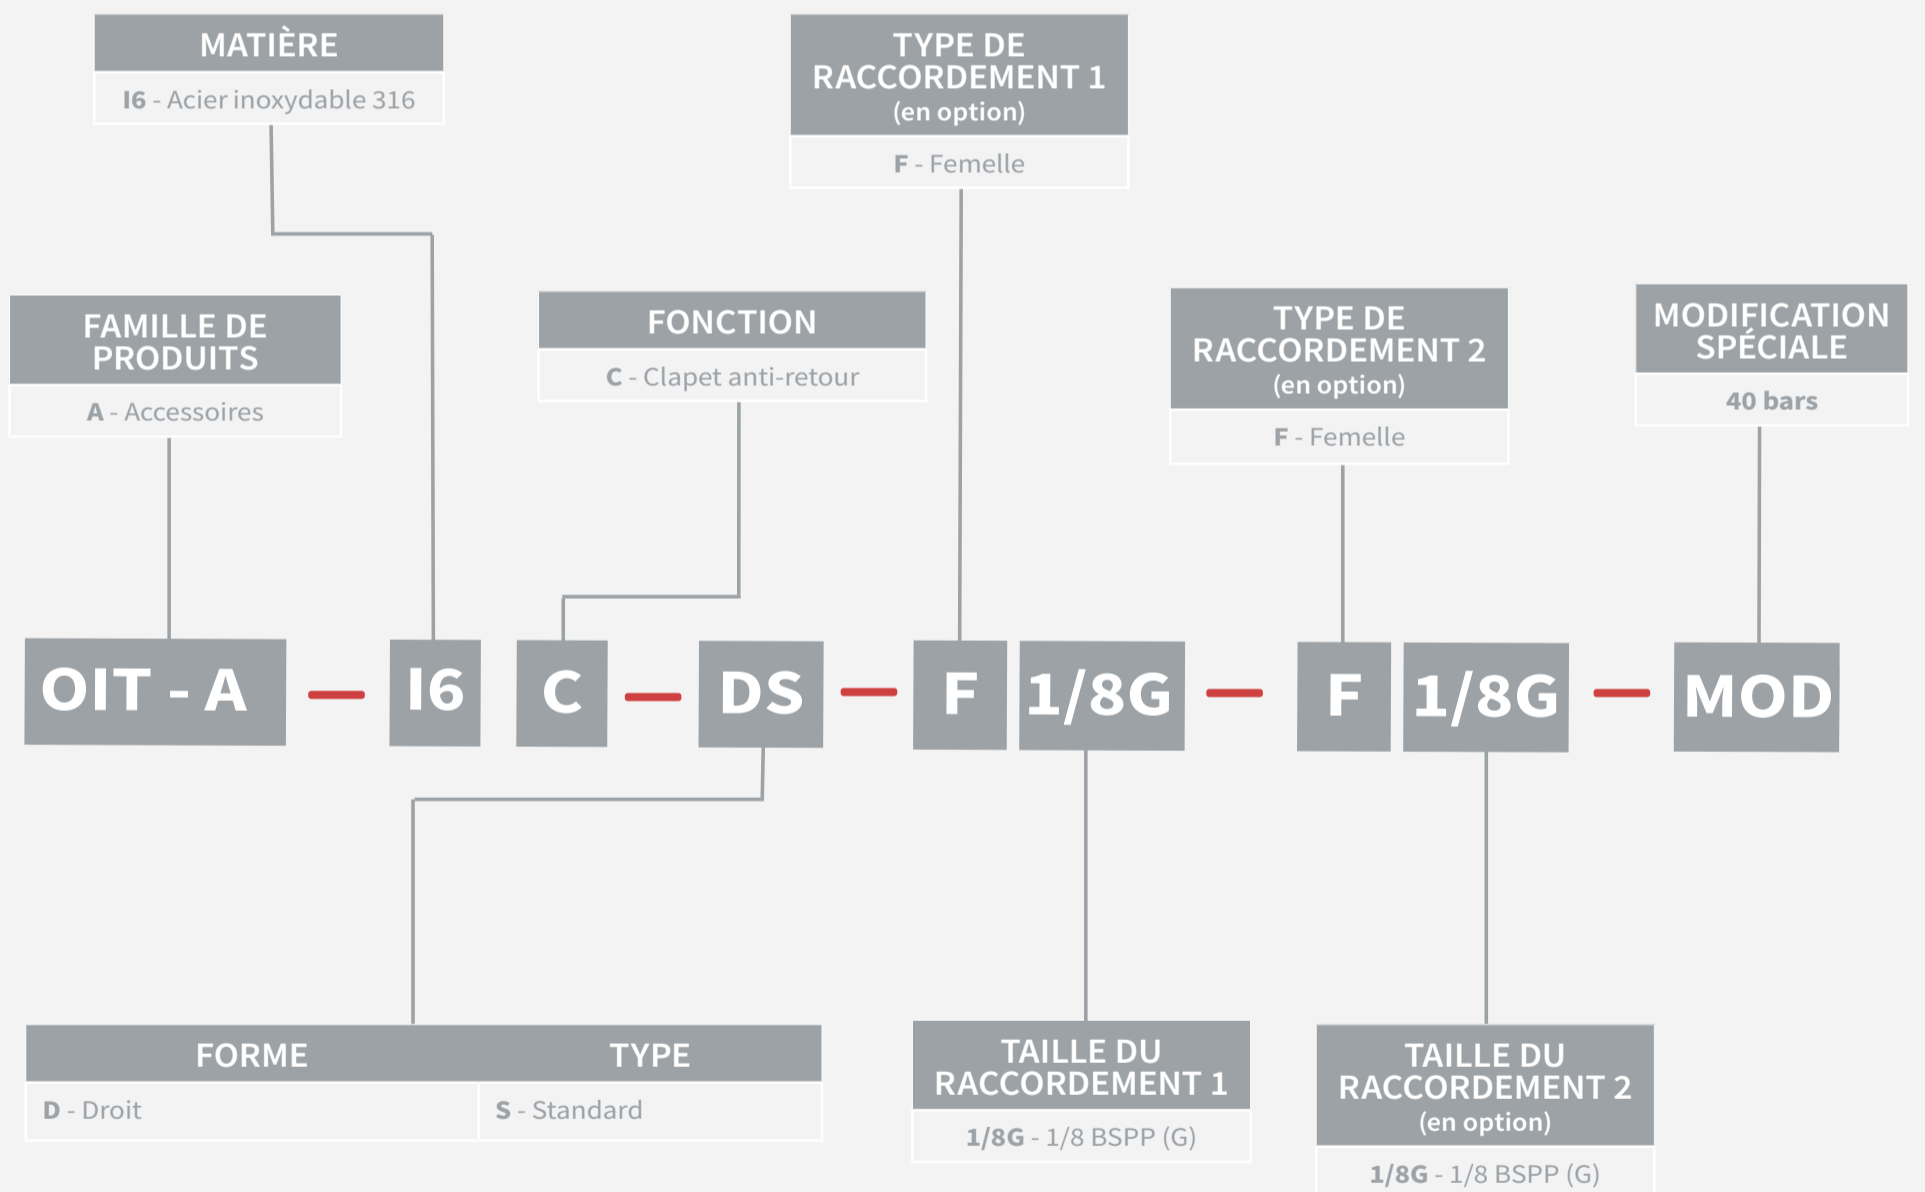 MATIÈRE
I6 - Acier inoxydable 316
TYPE DE
RACCORDEMENT 1
(en option)
F - Femelle
FAMILLE DE
PRODUITS
A - Accessoires
FONCTION
C - Clapet anti-retour
TYPE DE
RACCORDEMENT 2
(en option)
F - Femelle
MODIFICATION
SPÉCIALE
40 bars
OIT - A — I6 C — DS — F 1/8G — F 1/8G — MOD
FORME TYPE
D - Droit S - Standard
TAILLE DU
RACCORDEMENT 1
1/8G - 1/8 BSPP (G)
TAILLE DU
RACCORDEMENT 2
(en option)
1/8G - 1/8 BSPP (G)